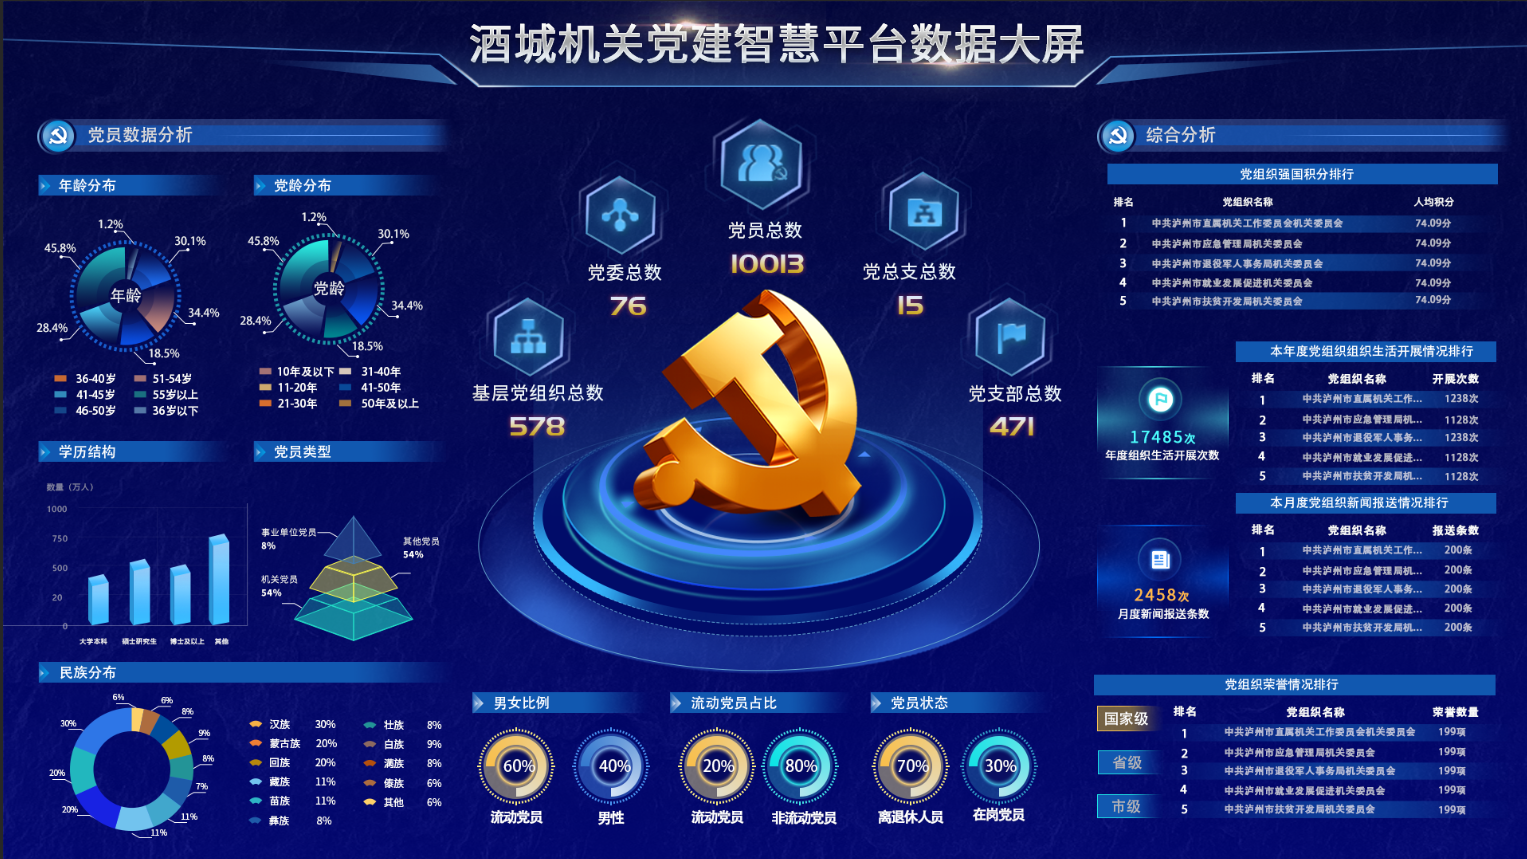 酒城机关党建智慧平台数据大屏
党员数据分析
年龄分布
党龄分布
1.2%
30.1%
45.8%
34.4%
28.4%
18.5%
年龄
1.2%
30.1%
45.8%
34.4%
28.4%
18.5%
党龄
36-40岁
51-54岁
41-45岁
55岁以上
46-50岁
36岁以下
10年及以下
31-40年
11-20年
41-50年
21-30年
50年及以上
学历结构
党员类型
数量（万人）
1000
750
500
20
0
大学本科
硕士研究生
博士及以上
其他
事业单位党员
8%
其他党员
54%
机关党员
54%
民族分布
6%
6%
8%
9%
8%
7%
11%
11%
20%
20%
30%
汉族 30%
蒙古族 20%
回族 20%
藏族 11%
苗族 11%
彝族 8%
壮族 8%
白族 9%
满族 8%
傣族 6%
其他 6%
党员总数
10013
党委总数
76
党总支总数
15
基层党组织总数
578
党支部总数
471
男女比例
60%
流动党员
40%
男性
流动党员占比
20%
流动党员
80%
非流动党员
党员状态
70%
离退休人员
30%
在岗党员
综合分析
党组织强国积分排行
排名 党组织名称 人均积分
1 中共泸州市直属机关工作委员会机关委员会 74.09分
2 中共泸州市应急管理局机关委员会 74.09分
3 中共泸州市退役军人事务局机关委员会 74.09分
4 中共泸州市就业发展促进机关委员会 74.09分
5 中共泸州市扶贫开发局机关委员会 74.09分
17485次
年度组织生活开展次数
本年度党组织组织生活开展情况排行
排名 党组织名称 开展次数
1 中共泸州市直属机关工作... 1238次
2 中共泸州市应急管理局机... 1128次
3 中共泸州市退役军人事务... 1238次
4 中共泸州市就业发展促进... 1128次
5 中共泸州市扶贫开发局机... 1128次
2458次
月度新闻报送条数
本月度党组织新闻报送情况排行
排名 党组织名称 报送条数
1 中共泸州市直属机关工作... 200条
2 中共泸州市应急管理局机... 200条
3 中共泸州市退役军人事务... 200条
4 中共泸州市就业发展促进... 200条
5 中共泸州市扶贫开发局机... 200条
党组织荣誉情况排行
国家级
省级
市级
排名 党组织名称 荣誉数量
1 中共泸州市直属机关工作委员会机关委员会 199项
2 中共泸州市应急管理局机关委员会 199项
3 中共泸州市退役军人事务局机关委员会 199项
4 中共泸州市就业发展促进机关委员会 199项
5 中共泸州市扶贫开发局机关委员会 199项